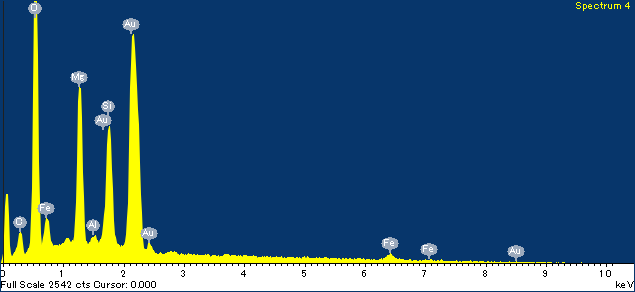 Spectrum 4
O
Au
Mg
Si
Au
Fe
C
Al
Au
Fe
Fe
Au
0 1 2 3 4 5 6 7 8 9 10
Full Scale 2542 cts Cursor: 0.000 keV